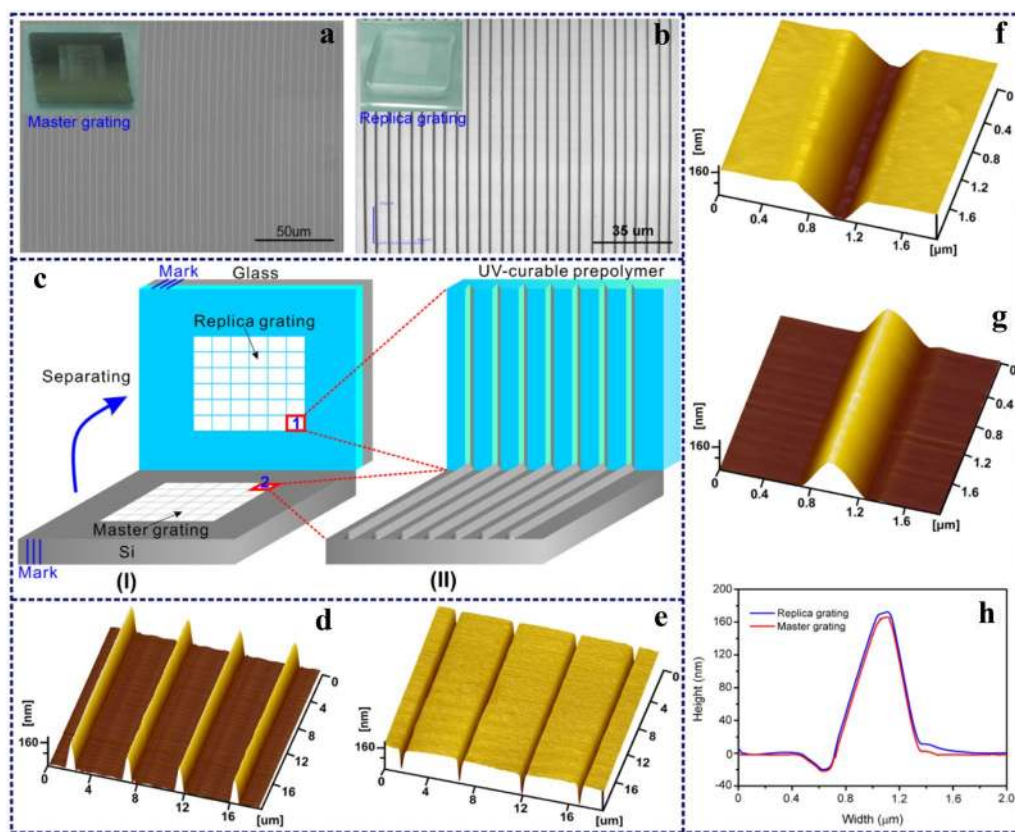 a
Master grating
50um
b
Replica grating
35 um
c
Mark
Glass
Replica grating
Separating
1
2
Master grating
Si
Mark
(I)
UV-curable prepolymer
(II)
d
[nm]
160
0
4
8
12
16
[um]
0
4
8
12
16
e
[nm]
160
0
4
8
12
16
[um]
0
4
8
12
16
f
[nm]
160
0
0.4
0.8
1.2
1.6
[µm]
0
0.4
0.8
1.2
1.6
g
[nm]
160
0
0.4
0.8
1.2
1.6
[µm]
0
0.4
0.8
1.2
1.6
h
Replica grating
Master grating
Height (nm)
200
160
120
80
40
0
-40
0
0.4
0.8
1.2
1.6
2.0
Width (µm)